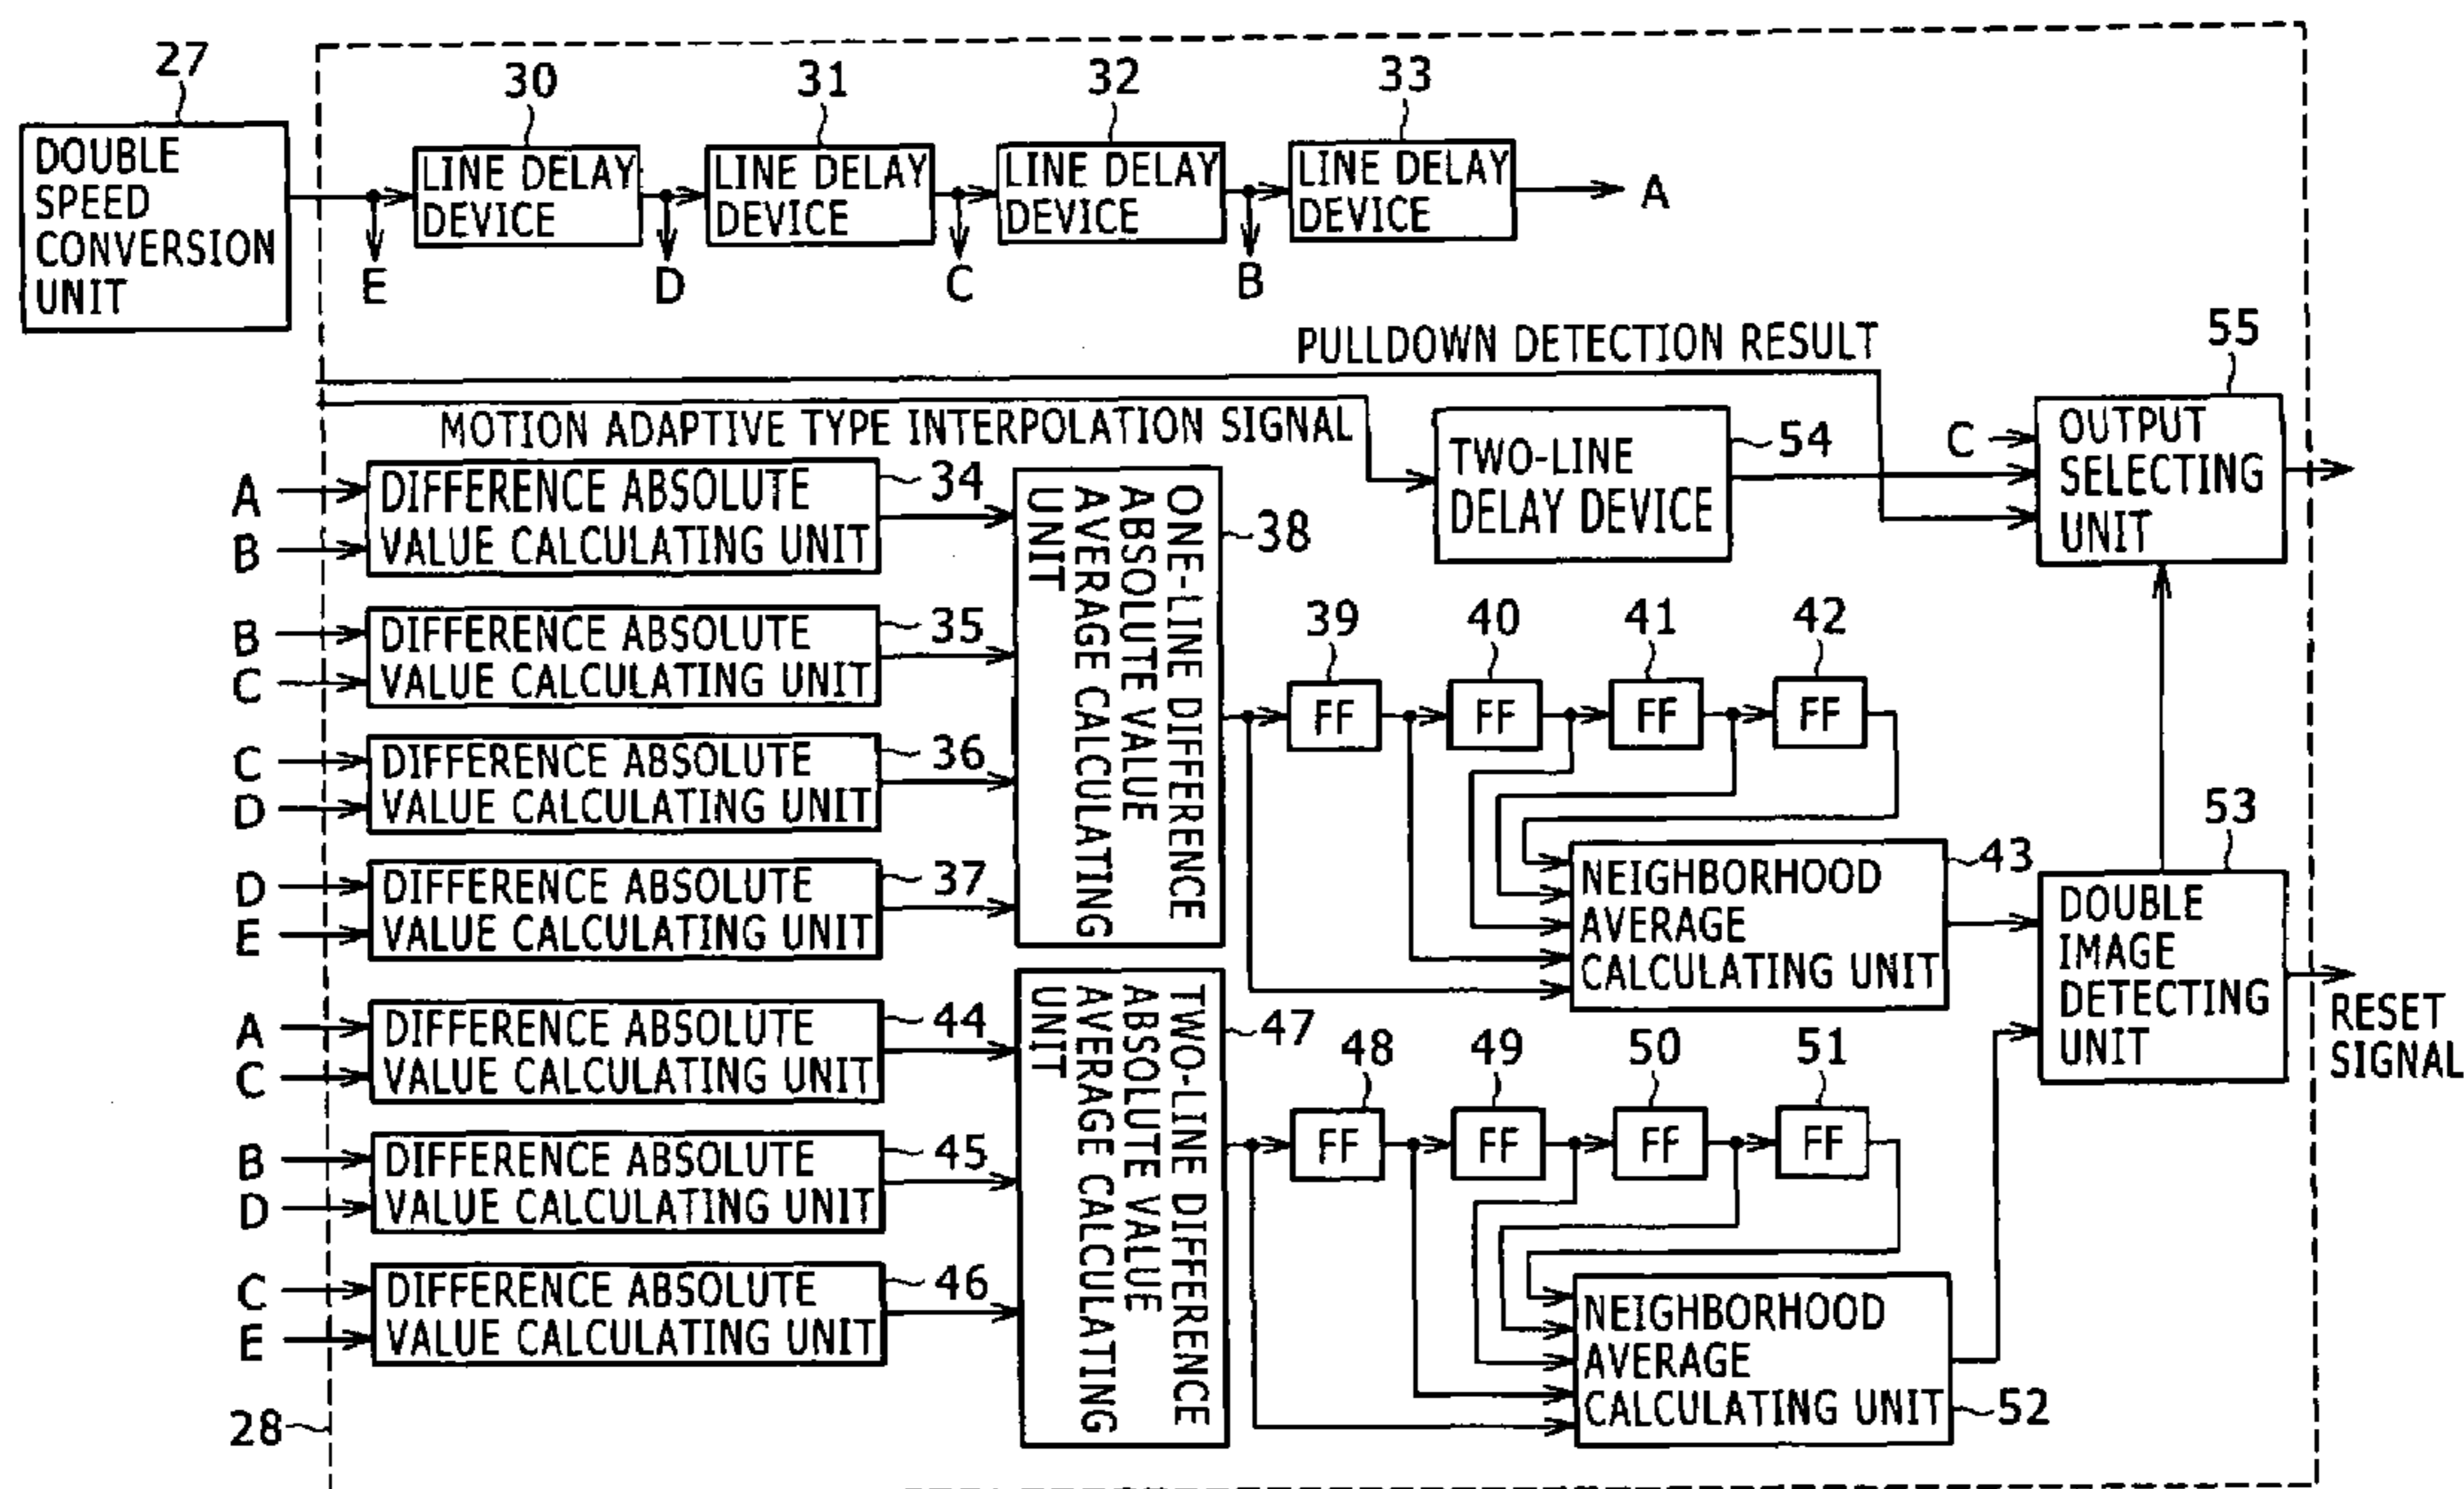 27
30
31
32
33
DOUBLE
SPEED
CONVERSION
UNIT
LINE DELAY
DEVICE
LINE DELAY
DEVICE
LINE DELAY
DEVICE
LINE DELAY
DEVICE
A
E
D
C
B
PULLDOWN DETECTION RESULT
55
MOTION ADAPTIVE TYPE INTERPOLATION SIGNAL
TWO-LINE
DELAY DEVICE
54
C
OUTPUT
SELECTING
UNIT
A
B
DIFFERENCE ABSOLUTE
VALUE CALCULATING UNIT
34
B
C
DIFFERENCE ABSOLUTE
VALUE CALCULATING UNIT
35
C
D
DIFFERENCE ABSOLUTE
VALUE CALCULATING UNIT
36
D
E
DIFFERENCE ABSOLUTE
VALUE CALCULATING UNIT
37
ONE-LINE DIFFERENCE
ABSOLUTE VALUE
AVERAGE CALCULATING
UNIT
38
39
40
41
42
FF
FF
FF
FF
NEIGHBORHOOD
AVERAGE
CALCULATING UNIT
43
53
DOUBLE
IMAGE
DETECTING
UNIT
RESET
SIGNAL
A
C
DIFFERENCE ABSOLUTE
VALUE CALCULATING UNIT
44
B
D
DIFFERENCE ABSOLUTE
VALUE CALCULATING UNIT
45
C
E
DIFFERENCE ABSOLUTE
VALUE CALCULATING UNIT
46
TWO-LINE DIFFERENCE
ABSOLUTE VALUE
AVERAGE CALCULATING
UNIT
47
48
49
50
51
FF
FF
FF
FF
NEIGHBORHOOD
AVERAGE
CALCULATING UNIT
52
28